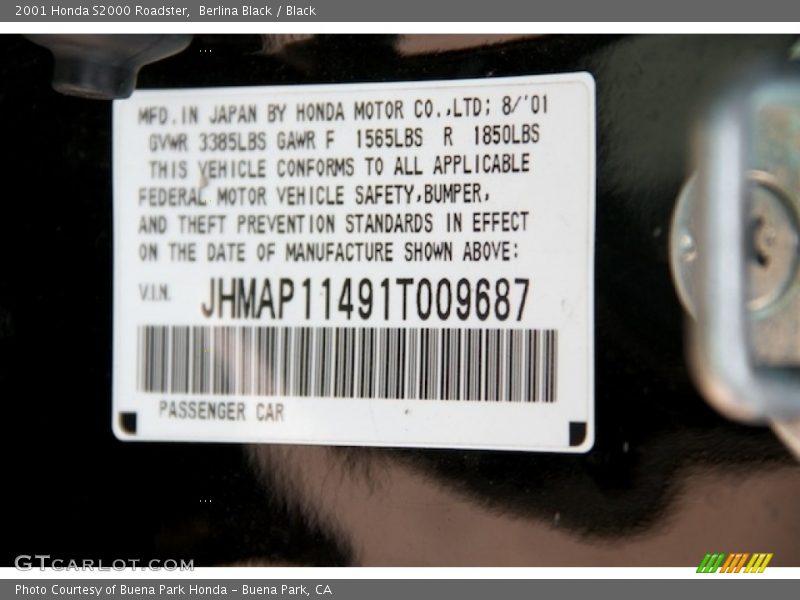 2001 Honda S2000 Roadster,  Berlina Black / Black
MFD. IN JAPAN BY HONDA MOTOR CO.,LTD; 8/'01
GVWR 3385LBS GAWR F 1565LBS R 1850LBS
THIS VEHICLE CONFORMS TO ALL APPLICABLE
FEDERAL MOTOR VEHICLE SAFETY,BUMPER,
AND THEFT PREVENTION STANDARDS IN EFFECT
ON THE DATE OF MANUFACTURE SHOWN ABOVE:
V.I.N. JHMAP11491T009687
PASSENGER CAR
GTCARLOT.COM
Photo Courtesy of Buena Park Honda - Buena Park, CA